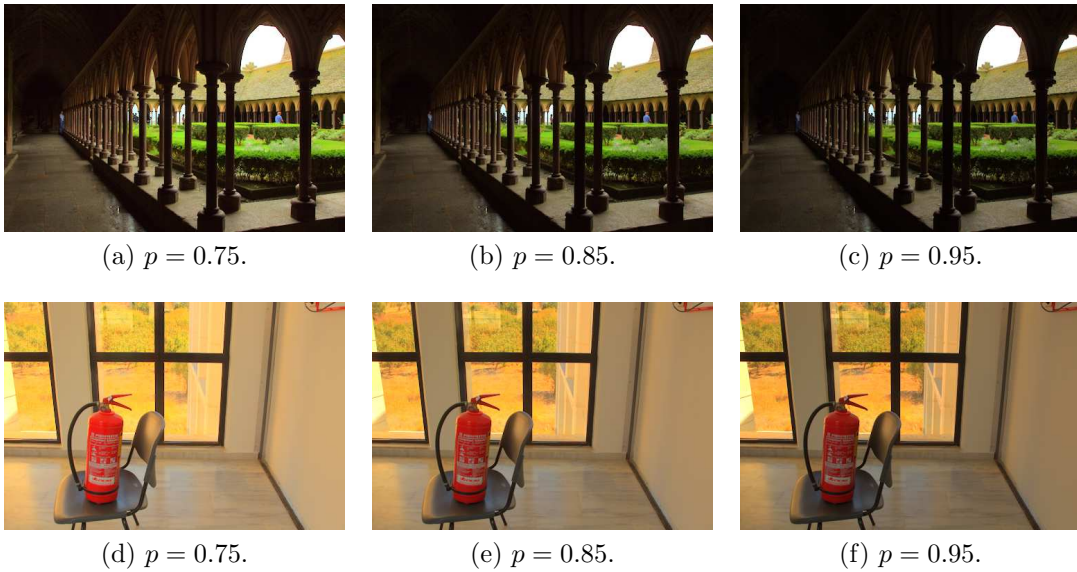 (a) p = 0.75.
(b) p = 0.85.
(c) p = 0.95.
(d) p = 0.75.
(e) p = 0.85.
(f) p = 0.95.